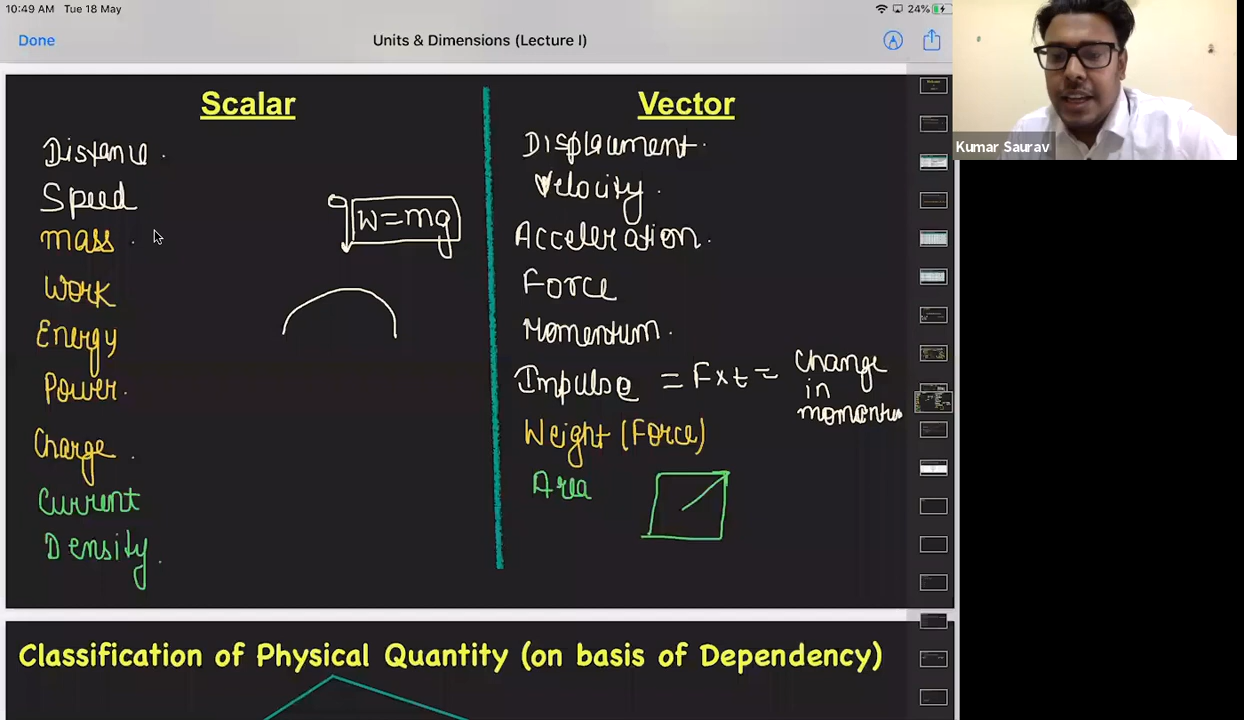 10:49 AM Tue 18 May
24%
Done
Units & Dimensions (Lecture I)
Kumar Saurav
Scalar
Distance
Speed
mass
Work
Energy
Power
Charge
Current
Density
W=mg
Vector
Displacement
Velocity
Acceleration
Force
Momentum
Impulse = F×t = change
in
momentum
Weight (Force)
Area
Classification of Physical Quantity (on basis of Dependency)